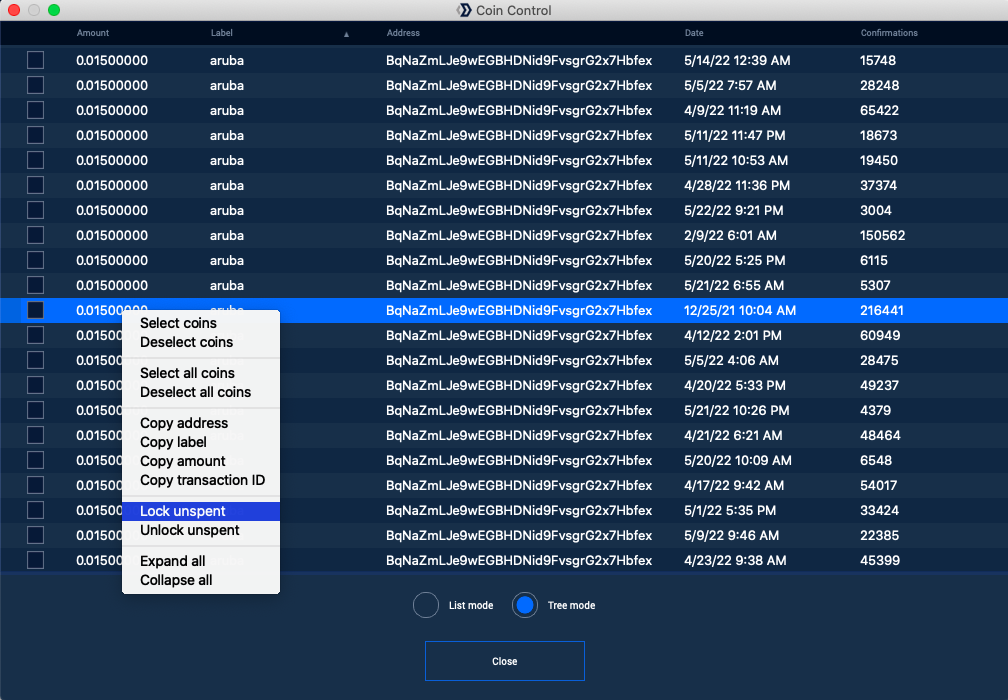 Coin Control
Amount Label ▲ Address Date Confirmations
0.01500000 aruba BqNaZmLJe9wEGBHDNid9FvsgrG2x7Hbfex 5/14/22 12:39 AM 15748
0.01500000 aruba BqNaZmLJe9wEGBHDNid9FvsgrG2x7Hbfex 5/5/22 7:57 AM 28248
0.01500000 aruba BqNaZmLJe9wEGBHDNid9FvsgrG2x7Hbfex 4/9/22 11:19 AM 65422
0.01500000 aruba BqNaZmLJe9wEGBHDNid9FvsgrG2x7Hbfex 5/11/22 11:47 PM 18673
0.01500000 aruba BqNaZmLJe9wEGBHDNid9FvsgrG2x7Hbfex 5/11/22 10:53 AM 19450
0.01500000 aruba BqNaZmLJe9wEGBHDNid9FvsgrG2x7Hbfex 4/28/22 11:36 PM 37374
0.01500000 aruba BqNaZmLJe9wEGBHDNid9FvsgrG2x7Hbfex 5/22/22 9:21 PM 3004
0.01500000 aruba BqNaZmLJe9wEGBHDNid9FvsgrG2x7Hbfex 2/9/22 6:01 AM 150562
0.01500000 aruba BqNaZmLJe9wEGBHDNid9FvsgrG2x7Hbfex 5/20/22 5:25 PM 6115
0.01500000 aruba BqNaZmLJe9wEGBHDNid9FvsgrG2x7Hbfex 5/21/22 6:55 AM 5307
0.01500000 aruba BqNaZmLJe9wEGBHDNid9FvsgrG2x7Hbfex 12/25/21 10:04 AM 216441
0.01500 BqNaZmLJe9wEGBHDNid9FvsgrG2x7Hbfex 4/12/22 2:01 PM 60949
0.01500 BqNaZmLJe9wEGBHDNid9FvsgrG2x7Hbfex 5/5/22 4:06 AM 28475
0.01500 BqNaZmLJe9wEGBHDNid9FvsgrG2x7Hbfex 4/20/22 5:33 PM 49237
0.01500 BqNaZmLJe9wEGBHDNid9FvsgrG2x7Hbfex 5/21/22 10:26 PM 4379
0.01500 BqNaZmLJe9wEGBHDNid9FvsgrG2x7Hbfex 4/21/22 6:21 AM 48464
0.01500 BqNaZmLJe9wEGBHDNid9FvsgrG2x7Hbfex 5/20/22 10:09 AM 6548
0.01500 BqNaZmLJe9wEGBHDNid9FvsgrG2x7Hbfex 4/17/22 9:42 AM 54017
0.01500 BqNaZmLJe9wEGBHDNid9FvsgrG2x7Hbfex 5/1/22 5:35 PM 33424
0.01500 BqNaZmLJe9wEGBHDNid9FvsgrG2x7Hbfex 5/9/22 9:46 AM 22385
0.01500 BqNaZmLJe9wEGBHDNid9FvsgrG2x7Hbfex 4/23/22 9:38 AM 45399
Select coins
Deselect coins
Select all coins
Deselect all coins
Copy address
Copy label
Copy amount
Copy transaction ID
Lock unspent
Unlock unspent
Expand all
Collapse all
List mode Tree mode
Close